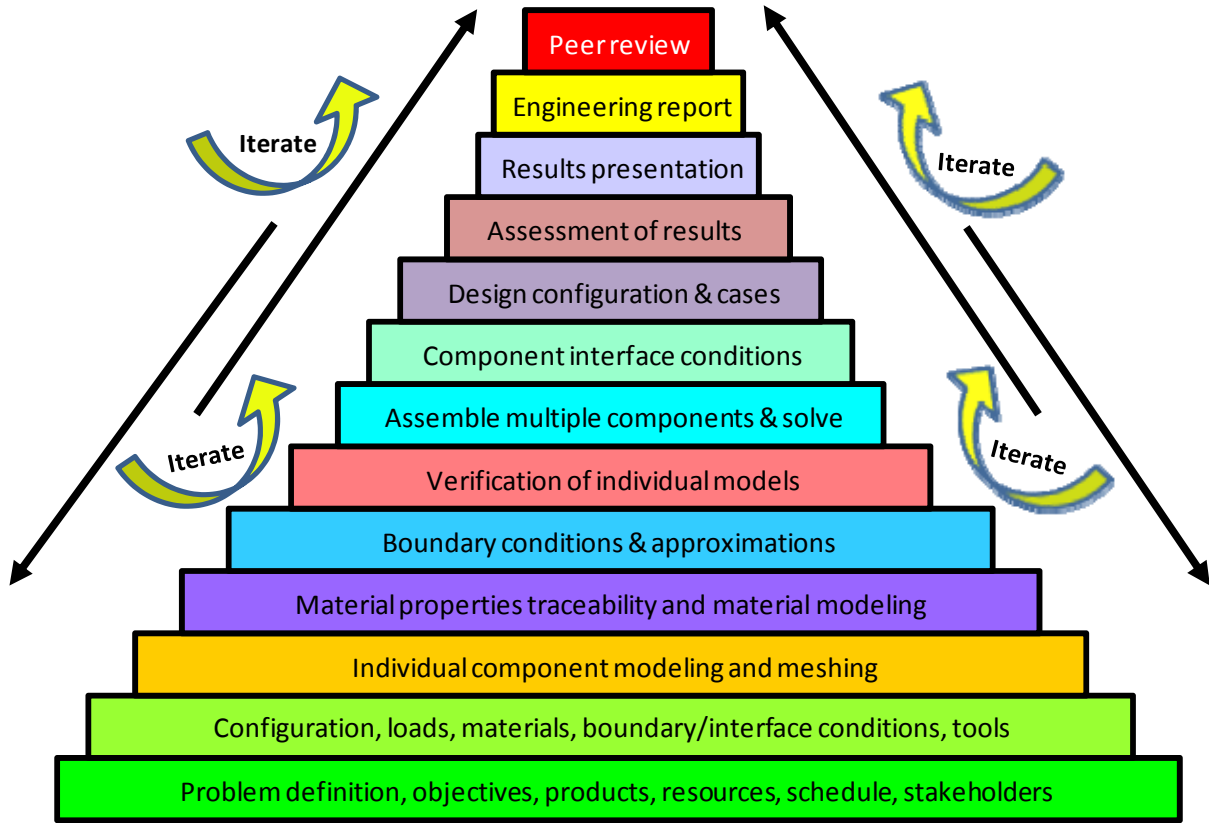 Peer review
Engineering report
Iterate
Iterate
Results presentation
Assessment of results
Design configuration & cases
Component interface conditions
Assemble multiple components & solve
Iterate
Iterate
Verification of individual models
Boundary conditions & approximations
Material properties traceability and material modeling
Individual component modeling and meshing
Configuration, loads, materials, boundary/interface conditions, tools
Problem definition, objectives, products, resources, schedule, stakeholders